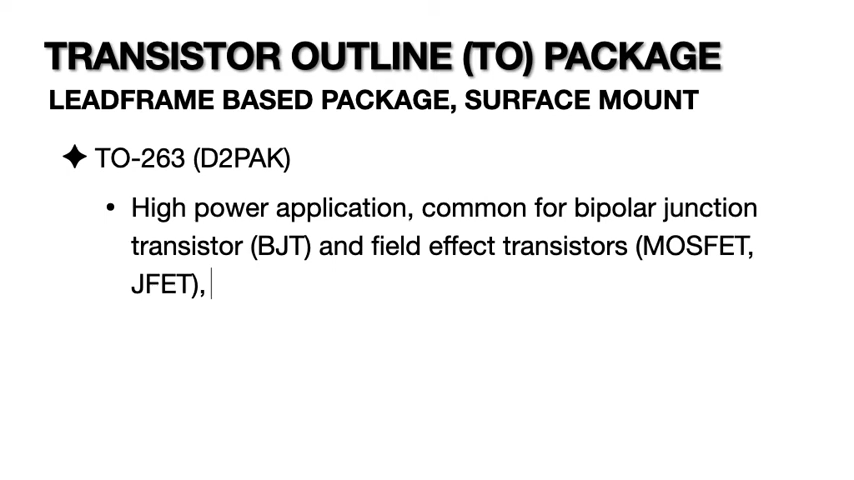 TRANSISTOR OUTLINE (TO) PACKAGE
LEADFRAME BASED PACKAGE, SURFACE MOUNT
TO-263 (D2PAK)
• High power application, common for bipolar junction
transistor (BJT) and field effect transistors (MOSFET,
JFET),